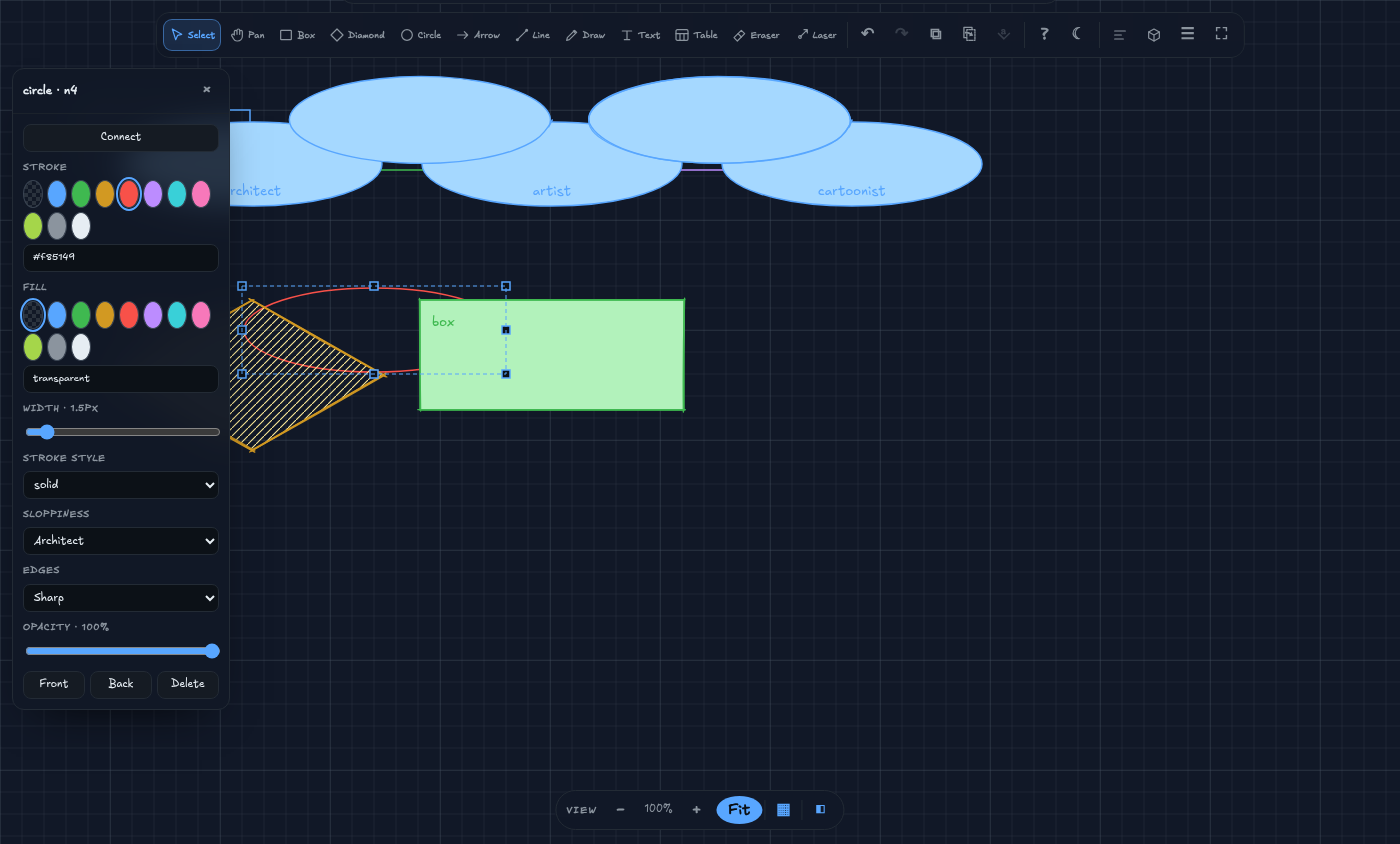 Select Pan Box Diamond Circle Arrow Line Draw Text Table Eraser Laser ?
circle · n4 ×
Connect
STROKE
#f85149
FILL
transparent
WIDTH · 1.5PX
STROKE STYLE
solid
SLOPPINESS
Architect
EDGES
Sharp
OPACITY · 100%
Front Back Delete
rchitect artist cartoonist
box
VIEW − 100% + Fit